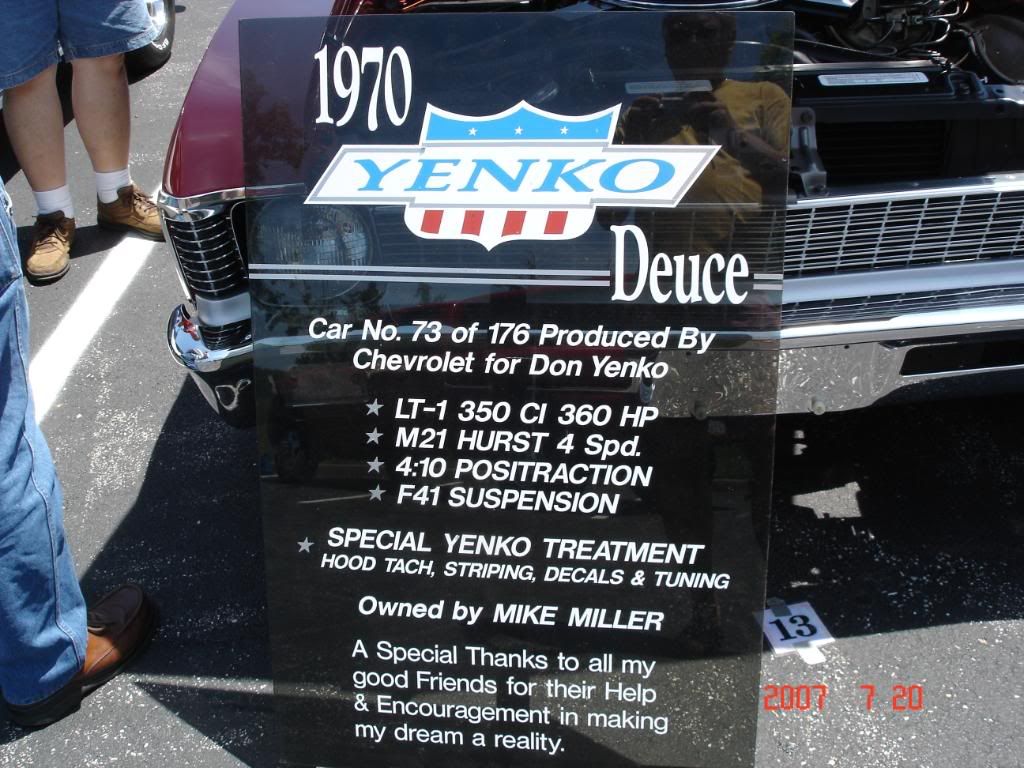 1970
YENKO
Deuce
Car No. 73 of 176 Produced By
Chevrolet for Don Yenko
LT-1 350 CI 360 HP
M21 HURST 4 Spd.
4:10 POSITRACTION
F41 SUSPENSION
SPECIAL YENKO TREATMENT
HOOD TACH, STRIPING, DECALS & TUNING
Owned by MIKE MILLER
A Special Thanks to all my
good Friends for their Help
& Encouragement in making
my dream a reality.
13
2007 7 20